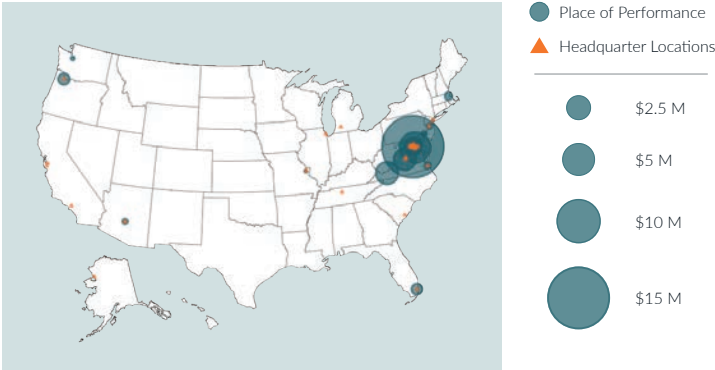 Place of Performance
Headquarter Locations
$2.5 M
$5 M
$10 M
$15 M